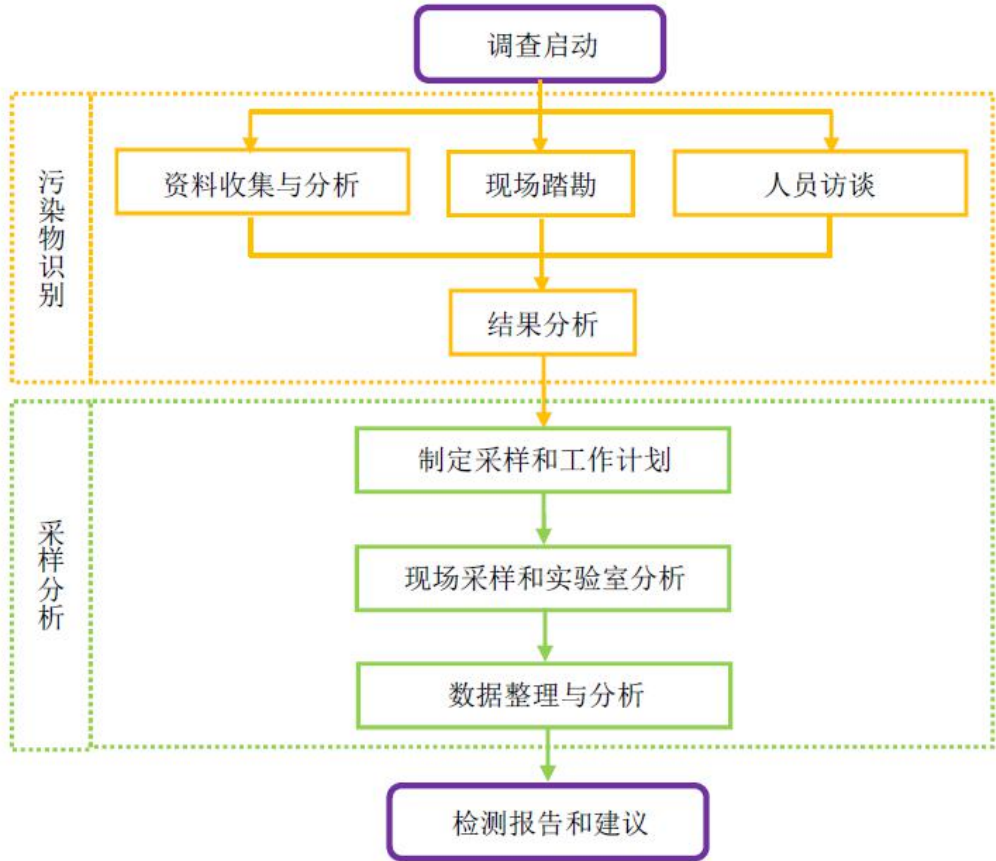 调查启动
污染物识别
资料收集与分析
现场踏勘
人员访谈
结果分析
采样分析
制定采样和工作计划
现场采样和实验室分析
数据整理与分析
检测报告和建议